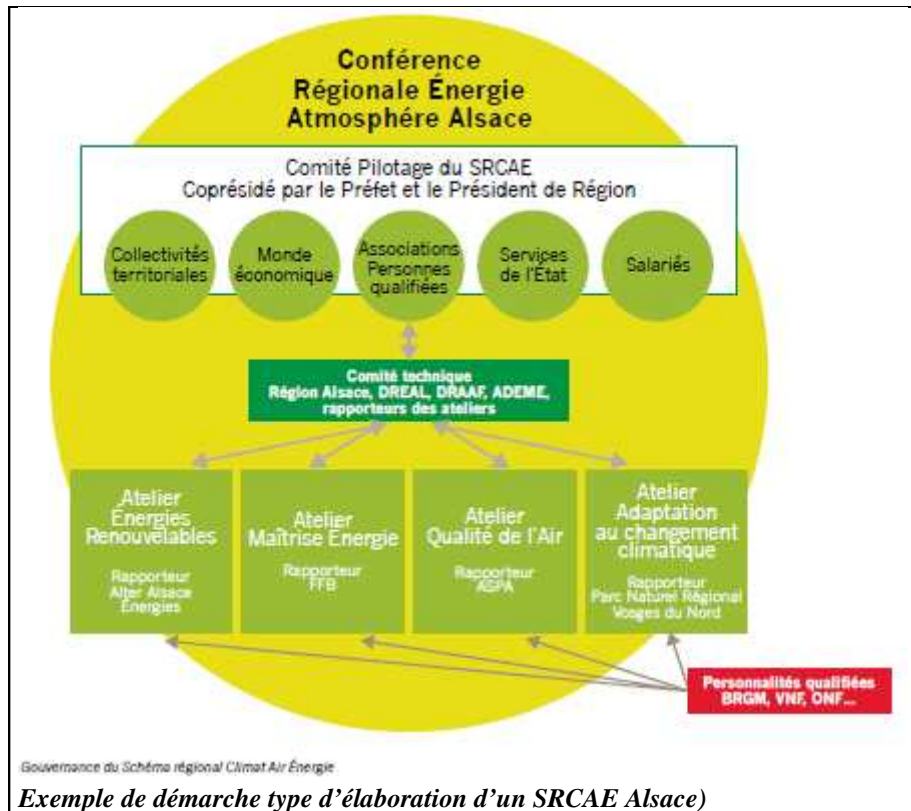 Conférence
Régionale Énergie
Atmosphére Alsace
Comité Pilotage du SRCAE
Coprésidé par le Préfet et le Président de Région
Collectivités
territoriales
Monde
économique
Associations
Personnes
qualifiées
Services
de l'Etat
Salariés
Comité technique
Région Alsace, DREAL, DRAAF, ADEME,
rapporteurs des ateliers
Atelier
Énergies
Renouvelables
Rapporteur
Alter Alsace
Énergies
Atelier
Maîtrise Energie
Rapporteur
FFB
Atelier
Qualité de l'Air
Rapporteur
ASPA
Atelier
Adaptation
au changement
climatique
Rapporteur
Parc Naturel Régional
Vosges du Nord
Personnalités qualifiées
BRGM, VNF, ONF...
Gouvernance du Schéma régional Climat Air Énergie
Exemple de démarche type d'élaboration d'un SRCAE Alsace)